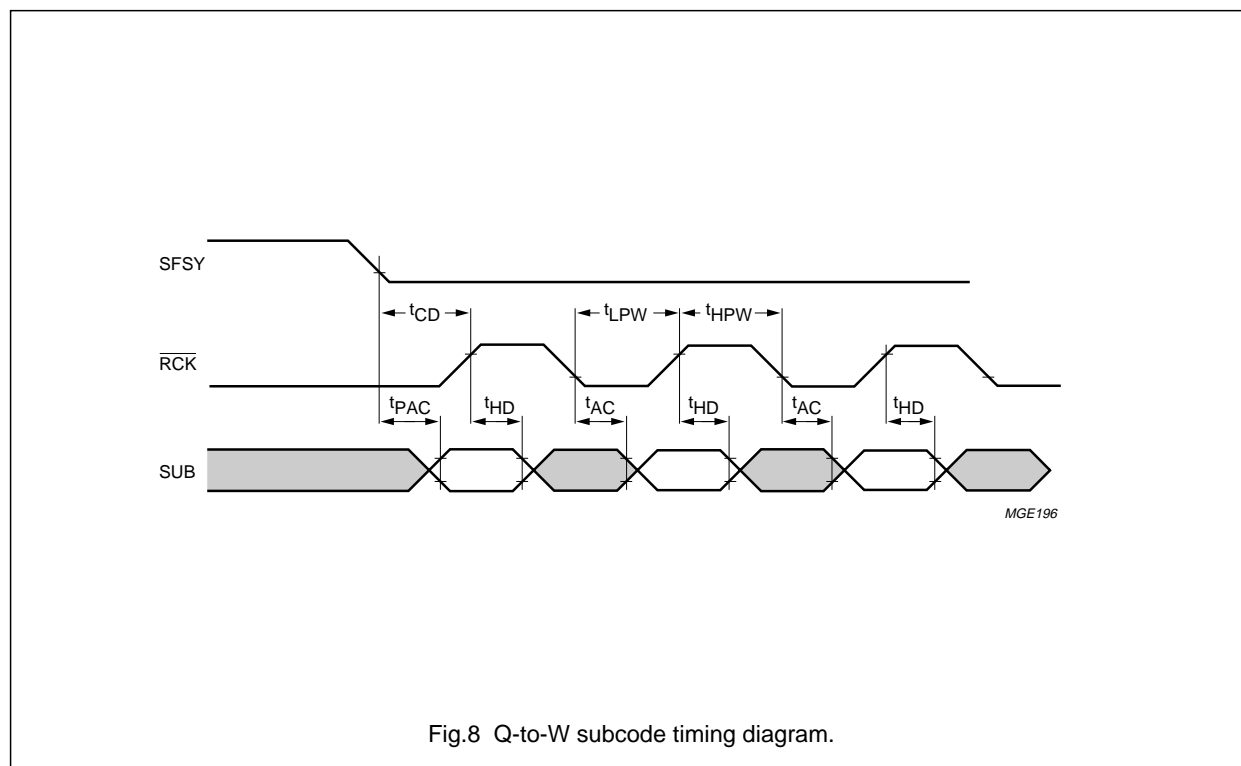 SFSY
tCD
tLPW
tHPW
RCK
tPAC
tHD
tAC
tHD
tAC
tHD
SUB
MGE196
Fig.8 Q-to-W subcode timing diagram.